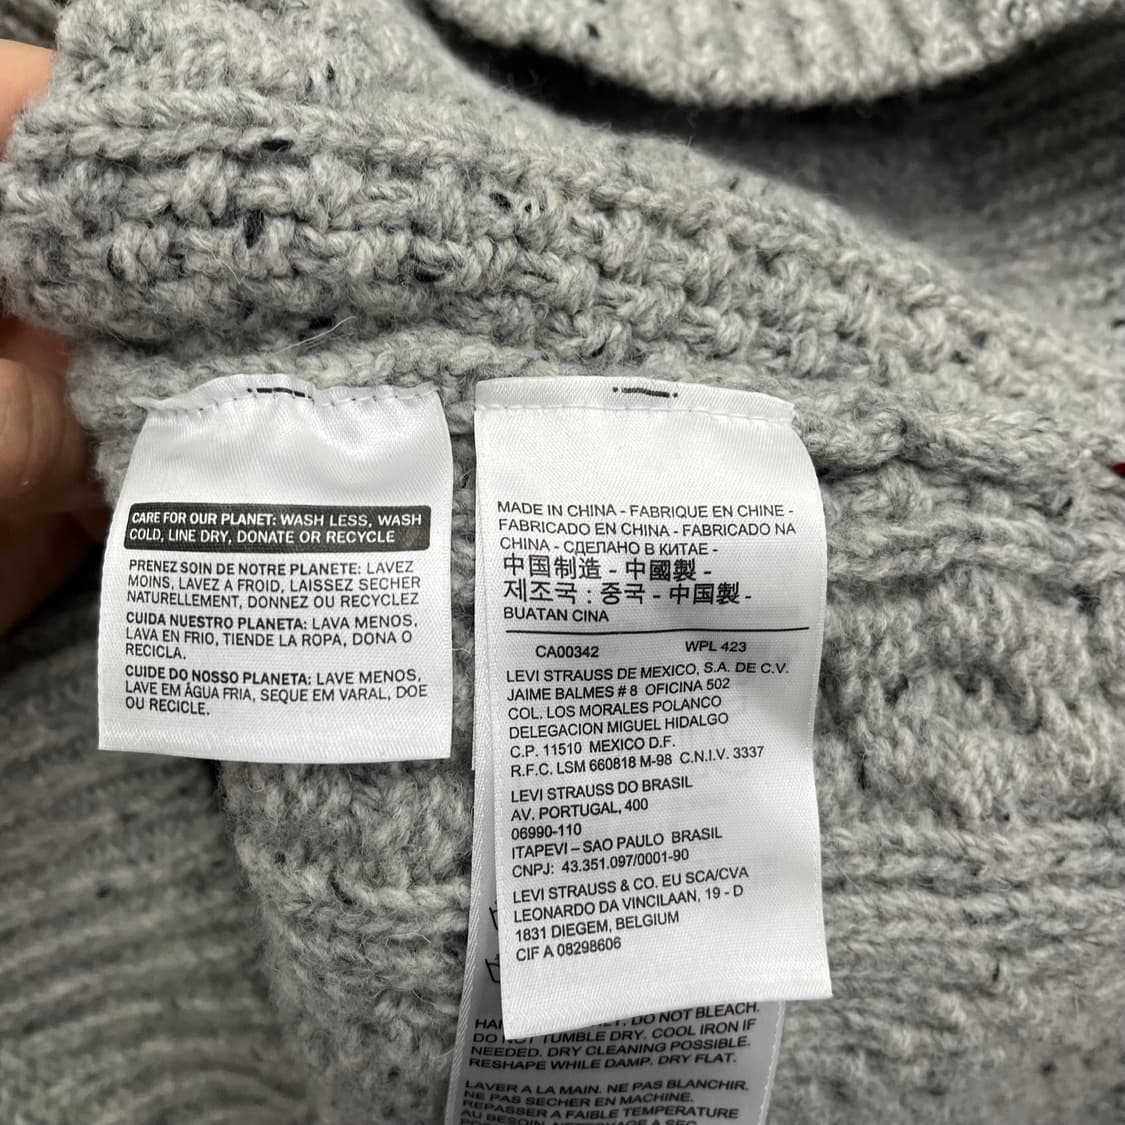 CARE FOR OUR PLANET: WASH LESS, WASH
COLD, LINE DRY, DONATE OR RECYCLE
PRENEZ SOIN DE NOTRE PLANETE: LAVEZ
MOINS, LAVEZ A FROID, LAISSEZ SECHER
NATURELLEMENT, DONNEZ OU RECYCLEZ
CUIDA NUESTRO PLANETA: LAVA MENOS,
LAVA EN FRIO, TIENDE LA ROPA, DONA O
RECICLA.
CUIDE DO NOSSO PLANETA: LAVE MENOS,
LAVE EM ÁGUA FRIA, SEQUE EM VARAL, DOE
OU RECICLE.
MADE IN CHINA - FABRIQUE EN CHINE -
FABRICADO EN CHINA - FABRICADO NA
CHINA - СДЕЛАНО В КИТАЕ -
中国制造 - 中國製 -
제조국 : 중국 - 中国製 -
BUATAN CINA
CA00342 WPL 423
LEVI STRAUSS DE MEXICO, S.A. DE C.V.
JAIME BALMES # 8 OFICINA 502
COL. LOS MORALES POLANCO
DELEGACION MIGUEL HIDALGO
C.P. 11510 MEXICO D.F.
R.F.C. LSM 660818 M-98 C.N.I.V. 3337
LEVI STRAUSS DO BRASIL
AV. PORTUGAL, 400
06990-110
ITAPEVI – SAO PAULO BRASIL
CNPJ: 43.351.097/0001-90
LEVI STRAUSS & CO. EU SCA/CVA
LEONARDO DA VINCILAAN, 19 - D
1831 DIEGEM, BELGIUM
CIF A 08298606
DO NOT BLEACH.
DO NOT TUMBLE DRY. COOL IRON IF
NEEDED. DRY CLEANING POSSIBLE.
RESHAPE WHILE DAMP. DRY FLAT.
LAVER A LA MAIN. NE PAS BLANCHIR.
NE PAS SECHER EN MACHINE.
REPASSER A FAIBLE TEMPERATURE
AU BESOIN. NETTOYAGE A SEC